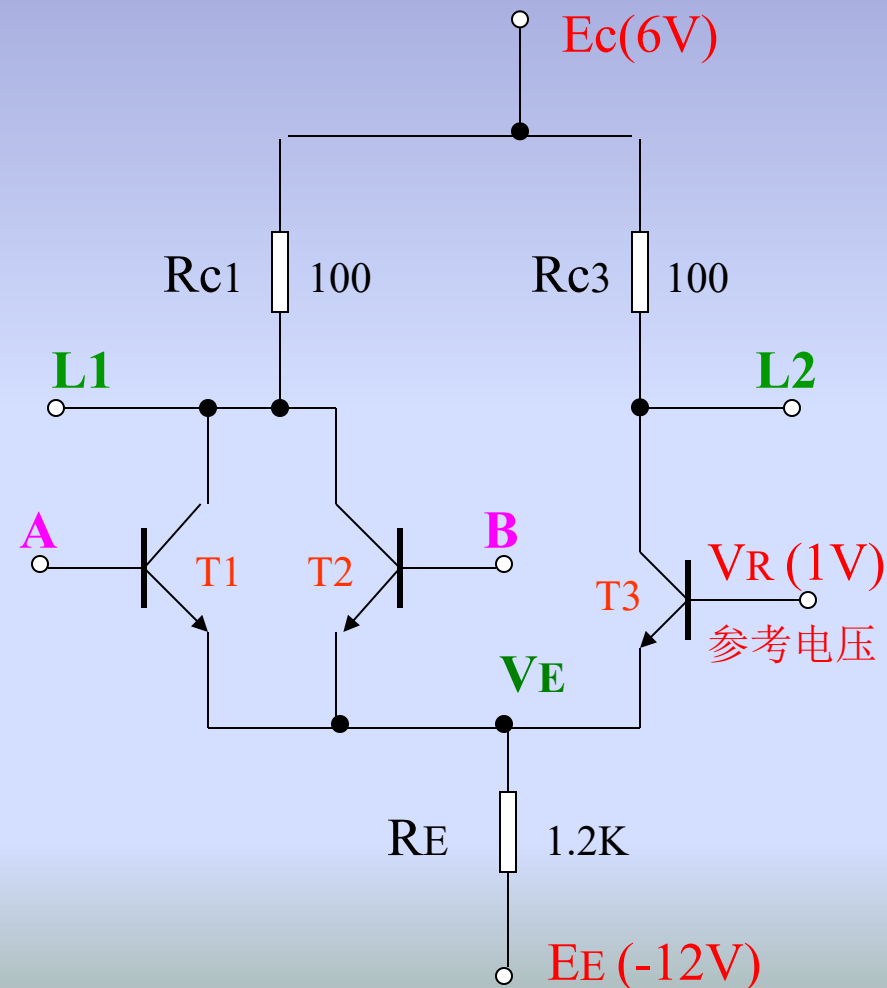 Ec(6V)
Rc1 100
Rc3 100
L1
L2
A
B
T1
T2
T3
VR (1V)
参考电压
VE
RE 1.2K
EE (-12V)